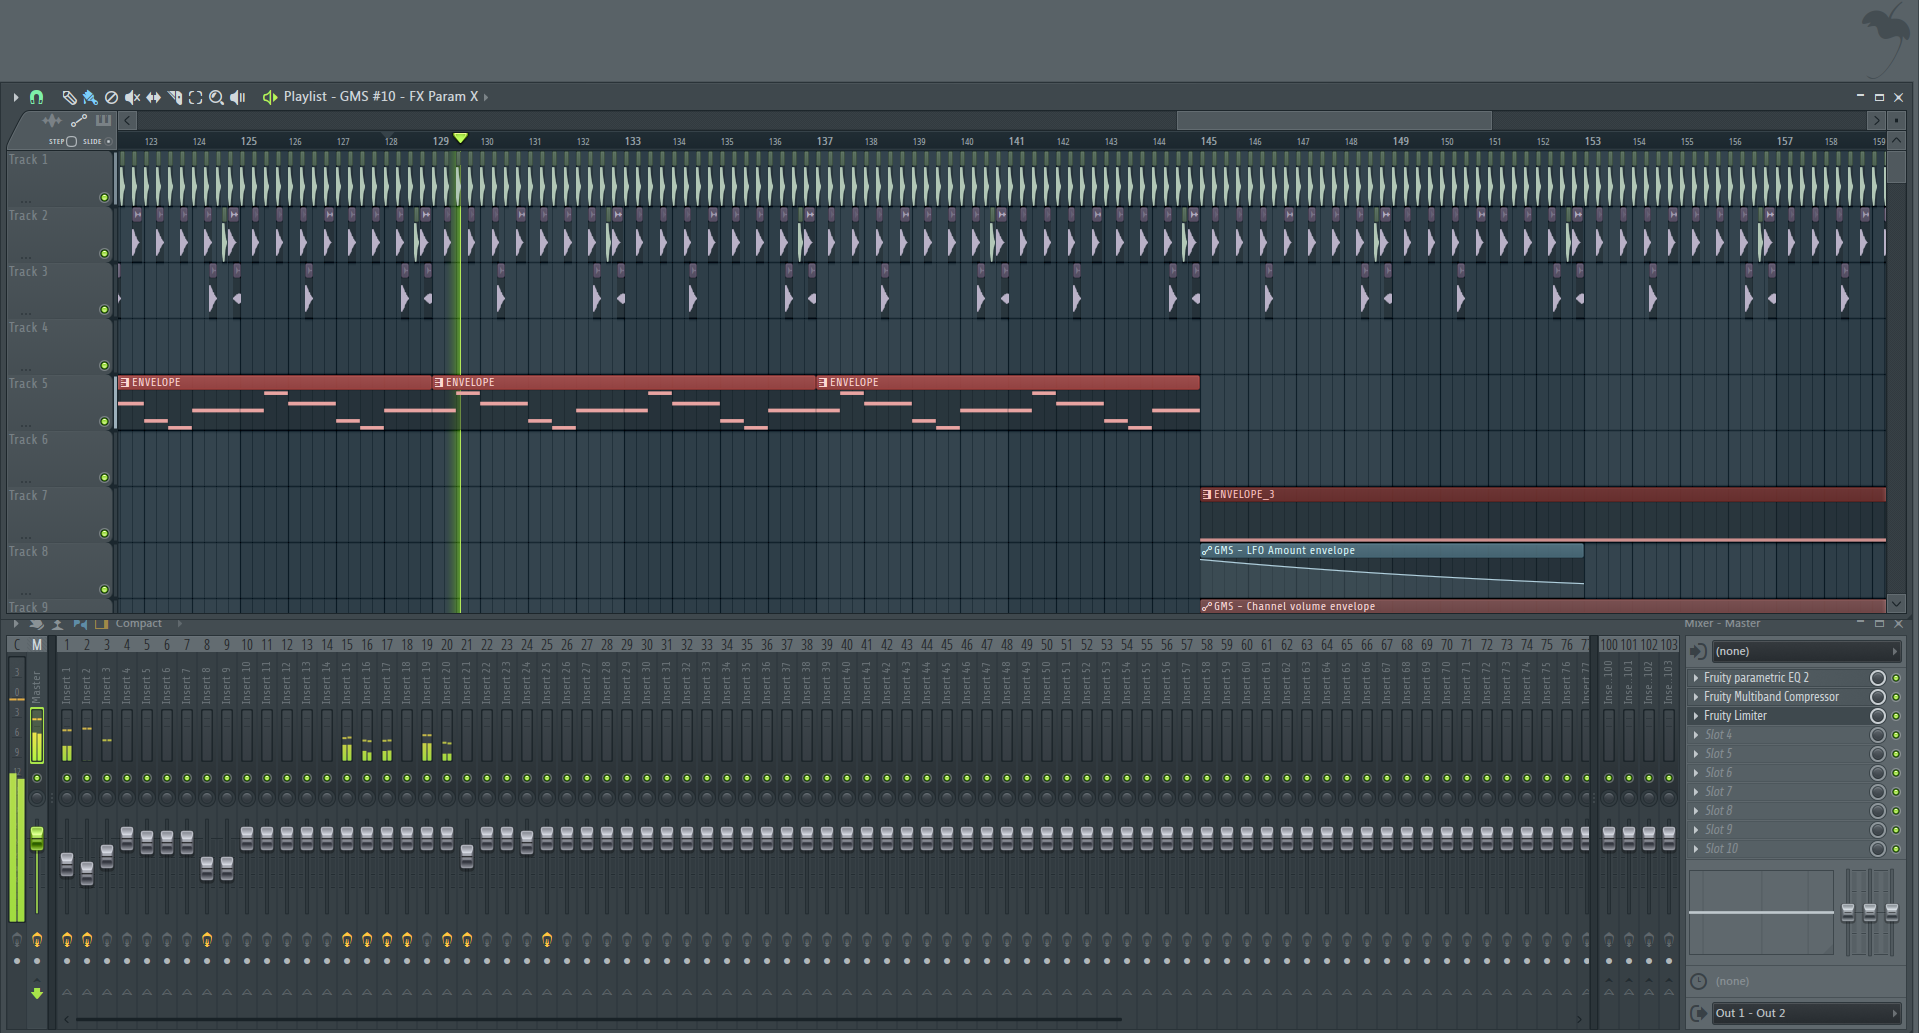 Playlist - GMS #10 - FX Param X
STEP SLIDE
123 124 125 126 127 128 129 130 131 132 133 134 135 136 137 138 139 140 141 142 143 144 145 146 147 148 149 150 151 152 153 154 155 156 157 158 159
Track 1
...
Track 2
...
Track 3
...
Track 4
...
Track 5
ENVELOPE ENVELOPE ENVELOPE
...
Track 6
...
Track 7
ENVELOPE_3
...
Track 8
GMS - LFO Amount envelope
...
Track 9
GMS - Channel volume envelope
Compact
Mixer - Master
C M 1 2 3 4 5 6 7 8 9 10 11 12 13 14 15 16 17 18 19 20 21 22 23 24 25 26 27 28 29 30 31 32 33 34 35 36 37 38 39 40 41 42 43 44 45 46 47 48 49 50 51 52 53 54 55 56 57 58 59 60 61 62 63 64 65 66 67 68 69 70 71 72 73 74 75 76 77 100 101 102 103
3
0
3
6
9
12
Master
Insert 1
Insert 2
Insert 3
Insert 4
Insert 5
Insert 6
Insert 7
Insert 8
Insert 9
Insert 10
Insert 11
Insert 12
Insert 13
Insert 14
Insert 15
Insert 16
Insert 17
Insert 18
Insert 19
Insert 20
Insert 21
Insert 22
Insert 23
Insert 24
Insert 25
Insert 26
Insert 27
Insert 28
Insert 29
Insert 30
Insert 31
Insert 32
Insert 33
Insert 34
Insert 35
Insert 36
Insert 37
Insert 38
Insert 39
Insert 40
Insert 41
Insert 42
Insert 43
Insert 44
Insert 45
Insert 46
Insert 47
Insert 48
Insert 49
Insert 50
Insert 51
Insert 52
Insert 53
Insert 54
Insert 55
Insert 56
Insert 57
Insert 58
Insert 59
Insert 60
Insert 61
Insert 62
Insert 63
Insert 64
Insert 65
Insert 66
Insert 67
Insert 68
Insert 69
Insert 70
Insert 71
Insert 72
Insert 73
Insert 74
Insert 75
Insert 76
Insert 77
Inse..100
Inse..101
Inse..102
Inse..103
(none)
Fruity parametric EQ 2
Fruity Multiband Compressor
Fruity Limiter
Slot 4
Slot 5
Slot 6
Slot 7
Slot 8
Slot 9
Slot 10
(none)
Out 1 - Out 2